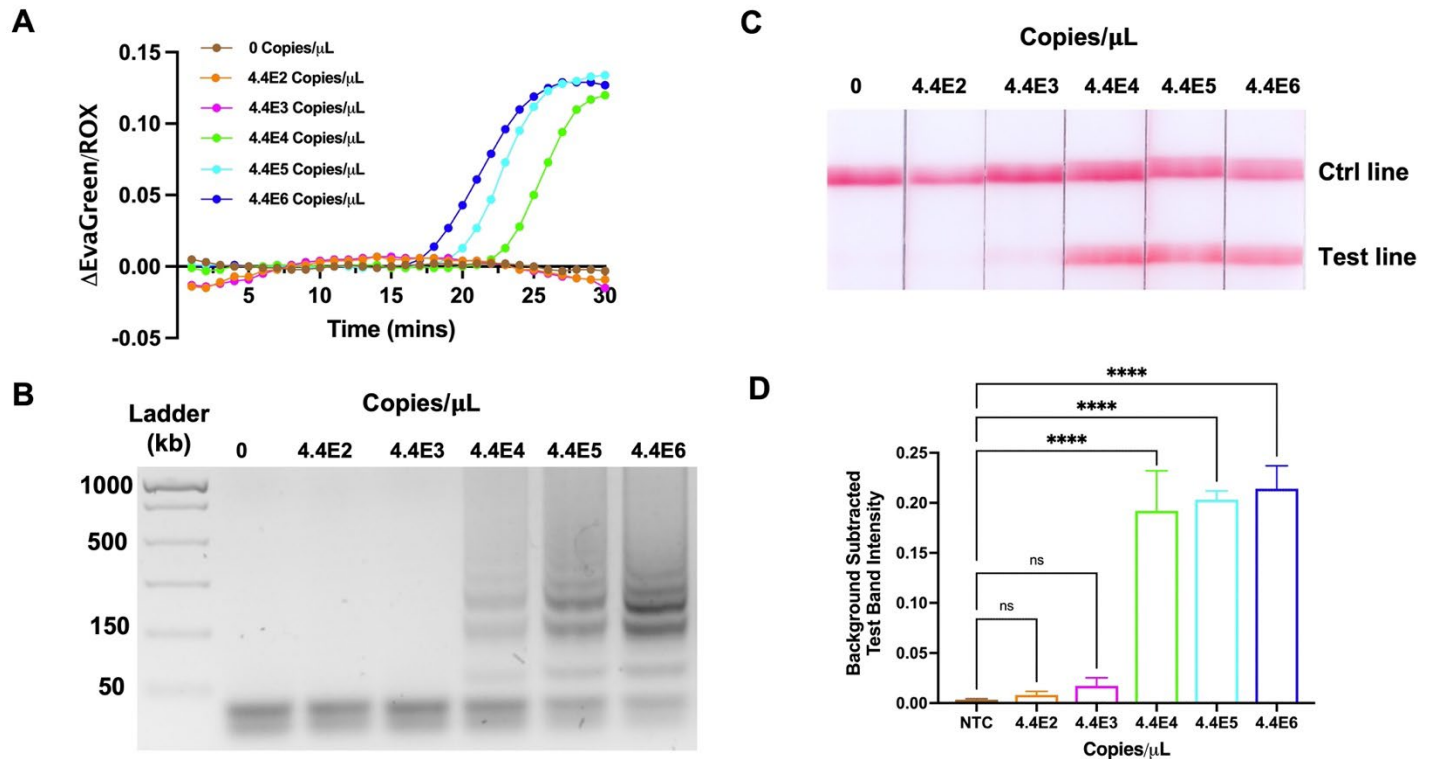 A
0.15
0.10
0.05
0.00
-0.05
ΔEvaGreen/ROX
0 Copies/μL
4.4E2 Copies/μL
4.4E3 Copies/μL
4.4E4 Copies/μL
4.4E5 Copies/μL
4.4E6 Copies/μL
5 10 15 20 25 30
Time (mins)
B
Copies/μL
Ladder
(kb)
0 4.4E2 4.4E3 4.4E4 4.4E5 4.4E6
1000
500
150
50
C
Copies/μL
0 4.4E2 4.4E3 4.4E4 4.4E5 4.4E6
Ctrl line
Test line
D
****
****
****
ns
ns
Background Subtracted
Test Band Intensity
0.25
0.20
0.15
0.10
0.05
0.00
NTC 4.4E2 4.4E3 4.4E4 4.4E5 4.4E6
Copies/μL